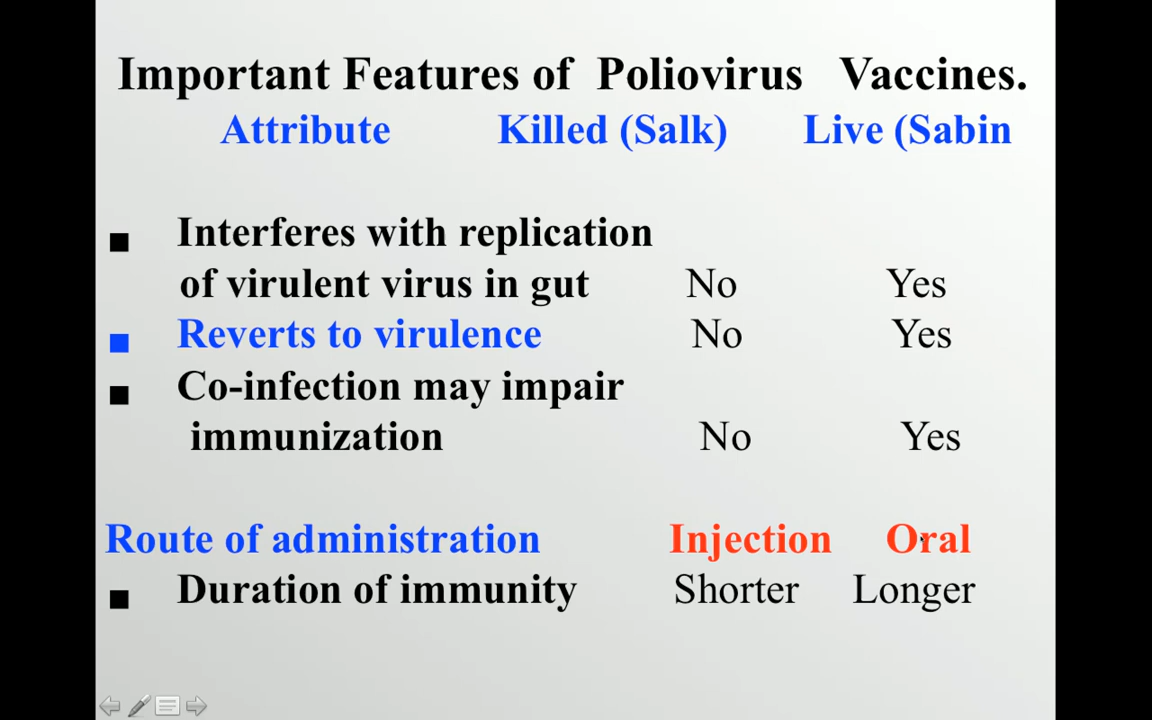 Important Features of Poliovirus Vaccines.
Attribute Killed (Salk) Live (Sabin
Interferes with replication
of virulent virus in gut No Yes
Reverts to virulence No Yes
Co-infection may impair
immunization No Yes
Route of administration Injection Oral
Duration of immunity Shorter Longer